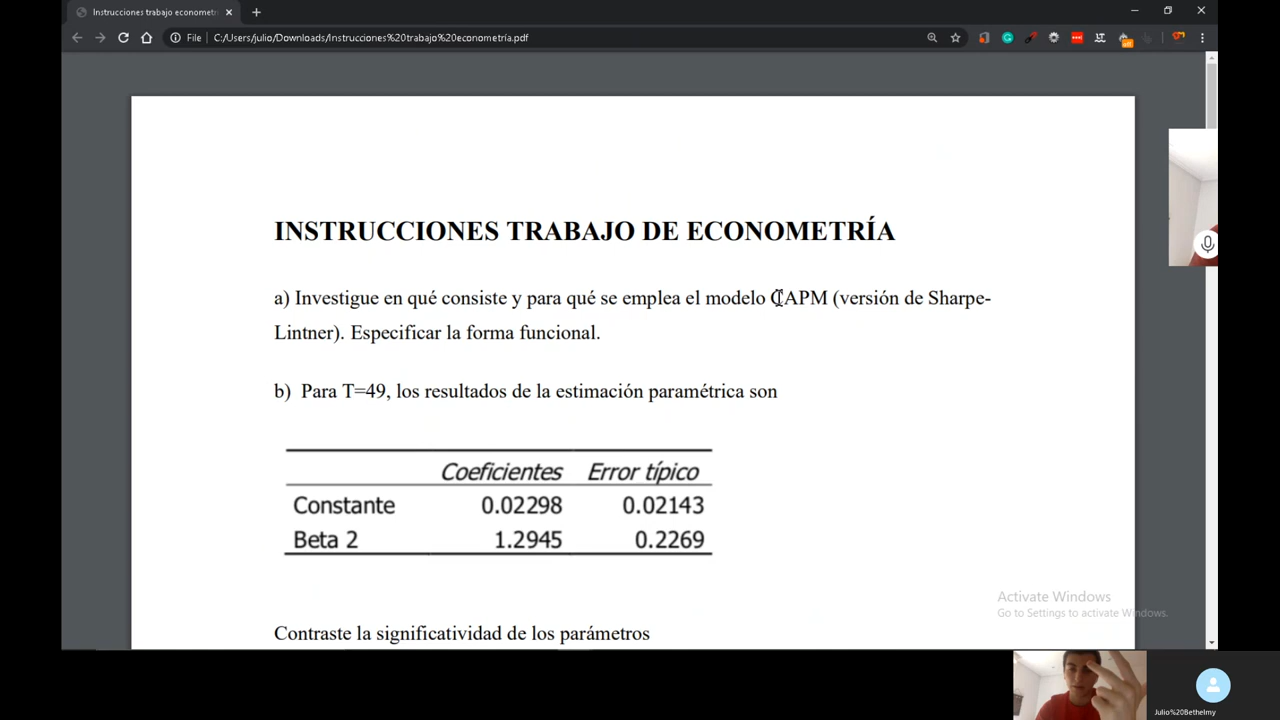 Instrucciones trabajo econometrí
File
C:/Users/julio/Downloads/Instrucciones%20trabajo%20econometría.pdf
INSTRUCCIONES TRABAJO DE ECONOMETRÍA
a) Investigue en qué consiste y para qué se emplea el modelo CAPM (versión de Sharpe-
Lintner). Especificar la forma funcional.
b) Para T=49, los resultados de la estimación paramétrica son
Coeficientes Error típico
Constante 0.02298 0.02143
Beta 2 1.2945 0.2269
Activate Windows
Go to Settings to activate Windows.
Contraste la significatividad de los parámetros
Julio%20Bethelmy